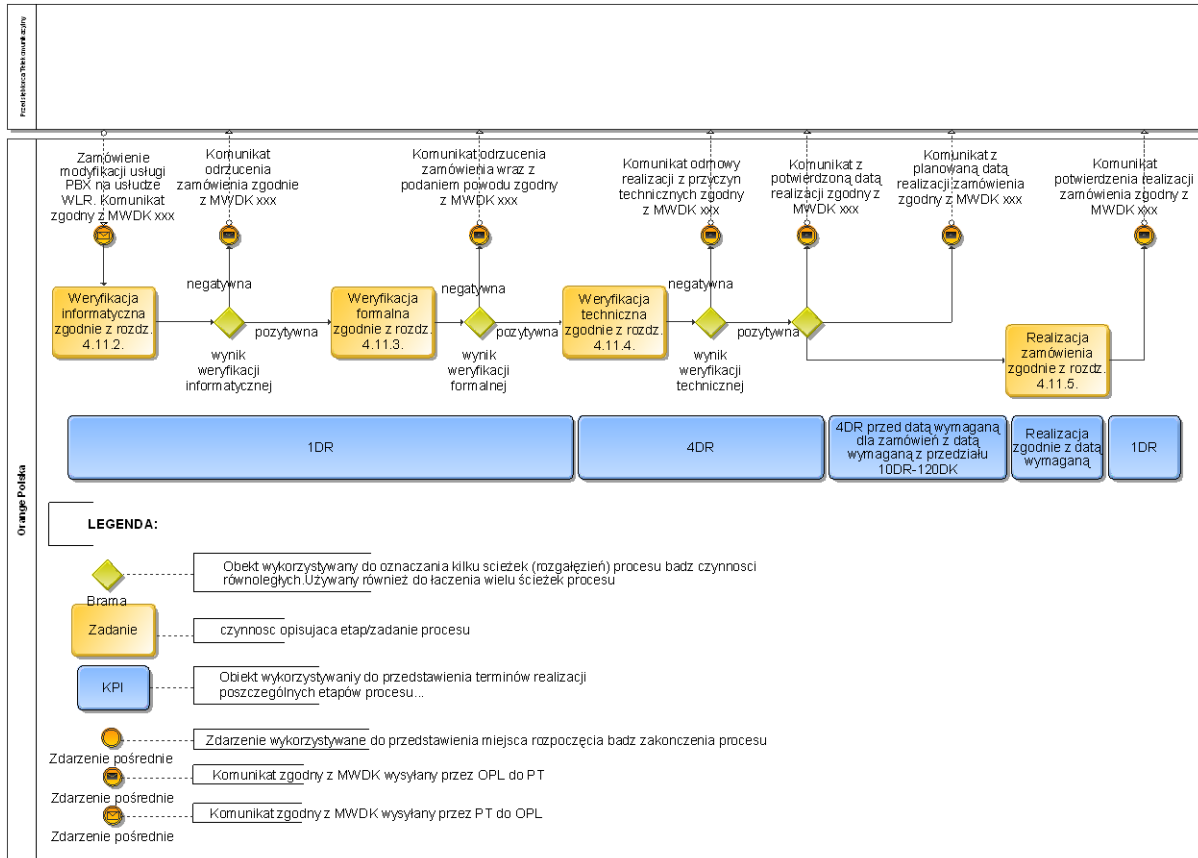 Przedsiębiorca Telekomunikacyjny
Orange Polska
Zamówienie
modyfikacji usługi
PBX na usłudze
WLR. Komunikat
zgodny z MWDK xxx
Komunikat
odrzucenia
zamówienia zgodnie
z MWDK xxx
Komunikat odrzucenia
zamówienia wraz z
podaniem powodu zgodny
z MWDK xxx
Komunikat odmowy
realizacji z przyczyn
technicznych zgodny
z MWDK xxx
Komunikat z
potwierdzoną datą
realizacji zgodny
z MWDK xxx
Komunikat z
planowaną datą
realizacji zamówienia
zgodny z MWDK xxx
Komunikat
potwierdzenia realizacji
zamówienia zgodny z
MWDK xxx
Weryfikacja
informatyczna
zgodnie z rozdz.
4.11.2.
negatywna
pozytywna
wynik
weryfikacji
informatycznej
Weryfikacja
formalna
zgodnie z rozdz.
4.11.3.
negatywna
pozytywna
wynik
weryfikacji
formalnej
Weryfikacja
techniczna
zgodnie z rozdz.
4.11.4.
negatywna
pozytywna
wynik
weryfikacji
technicznej
Realizacja
zamówienia
zgodnie z rozdz.
4.11.5.
1DR
4DR
4DR przed datą wymaganą
dla zamówień z datą
wymaganą z przedziału
10DR-120DK
Realizacja
zgodnie z datą
wymaganą
1DR
LEGENDA:
Brama
Obekt wykorzystywany do oznaczania kilku scieżek (rozgałęzień) procesu badz czynnosci
równoległych.Używany również do łaczenia wielu ścieżek procesu
Zadanie
czynnosc opisujaca etap/zadanie procesu
KPI
Obiekt wykorzystywaniy do przedstawienia terminów realizacji
poszczególnych etapów procesu...
Zdarzenie pośrednie
Zdarzenie wykorzystywane do przedstawienia miejsca rozpoczęcia badz zakonczenia procesu
Zdarzenie pośrednie
Komunikat zgodny z MWDK wysyłany przez OPL do PT
Zdarzenie pośrednie
Komunikat zgodny z MWDK wysyłany przez PT do OPL